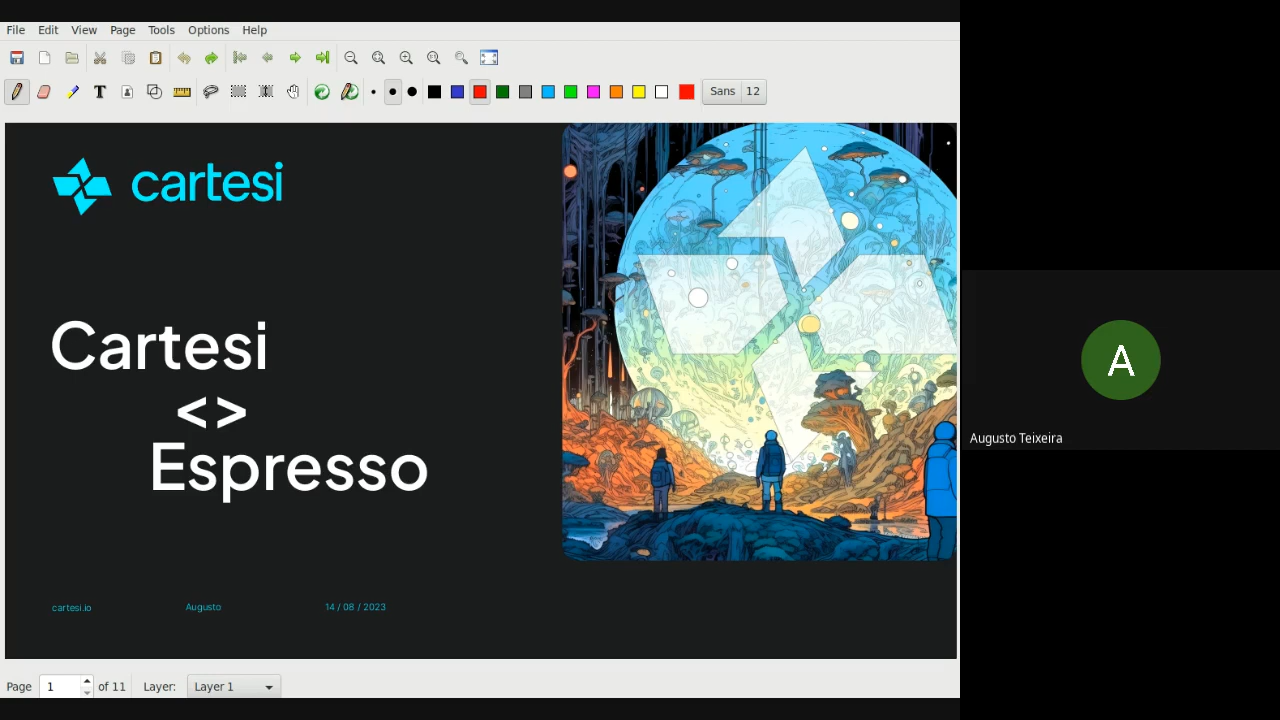 File Edit View Page Tools Options Help
T Sans 12
cartesi
Cartesi
<>
Espresso
cartesi.io Augusto 14 / 08 / 2023
A
Augusto Teixeira
Page 1 of 11 Layer: Layer 1